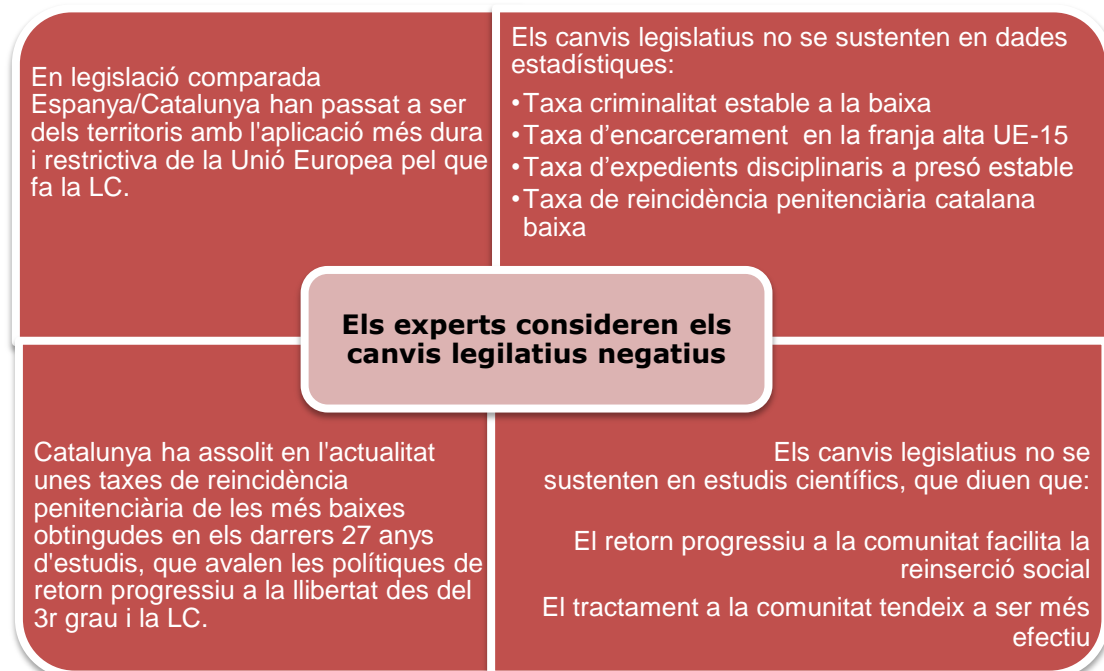 En legislació comparada
Espanya/Catalunya han passat a ser
dels territoris amb l'aplicació més dura
i restrictiva de la Unió Europea pel que
fa la LC.
Els canvis legislatius no se sustenten en dades
estadístiques:
•Taxa criminalitat estable a la baixa
•Taxa d'encarcerament en la franja alta UE-15
•Taxa d'expedients disciplinaris a presó estable
•Taxa de reincidència penitenciària catalana
baixa
Els experts consideren els
canvis legilatius negatius
Catalunya ha assolit en l'actualitat
unes taxes de reincidència
penitenciària de les més baixes
obtingudes en els darrers 27 anys
d'estudis, que avalen les polítiques de
retorn progressiu a la llibertat des del
3r grau i la LC.
Els canvis legislatius no se
sustenten en estudis científics, que diuen que:
El retorn progressiu a la comunitat facilita la
reinserció social
El tractament a la comunitat tendeix a ser més
efectiu